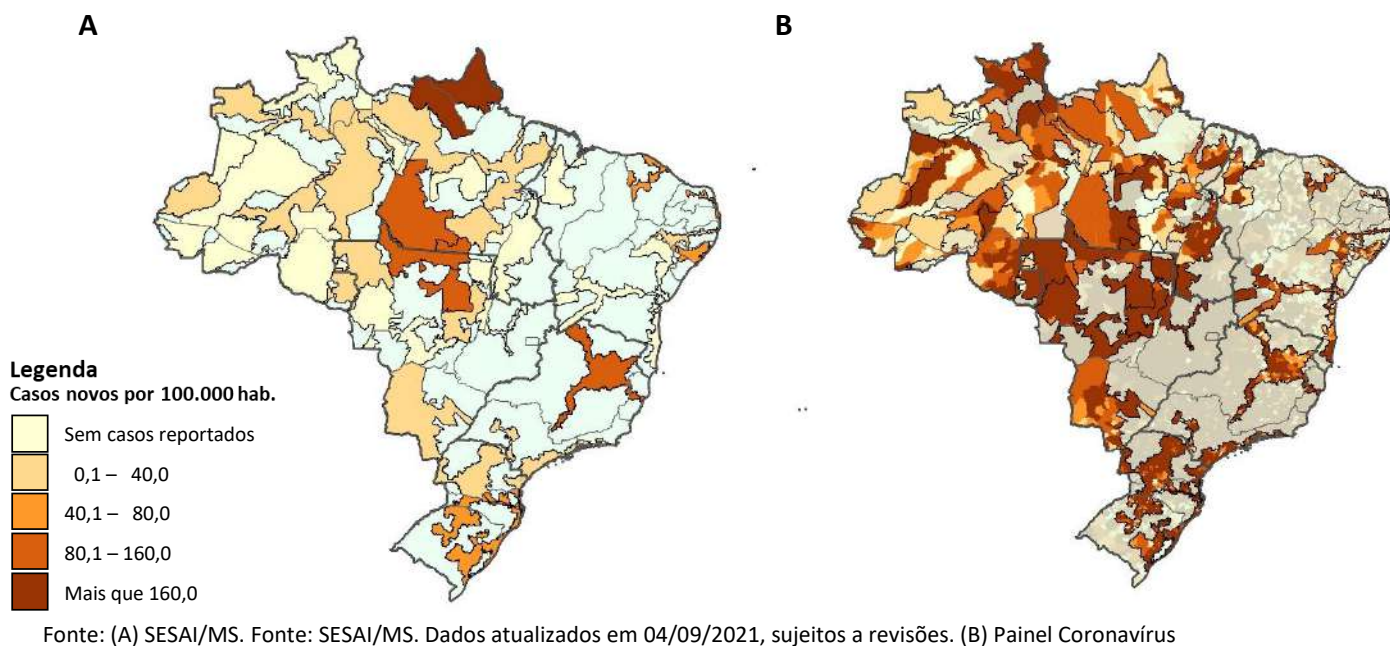 A
B
Legenda
Casos novos por 100.000 hab.
Sem casos reportados
0,1 – 40,0
40,1 – 80,0
80,1 – 160,0
Mais que 160,0
Fonte: (A) SESAI/MS. Fonte: SESAI/MS. Dados atualizados em 04/09/2021, sujeitos a revisões. (B) Painel Coronavírus